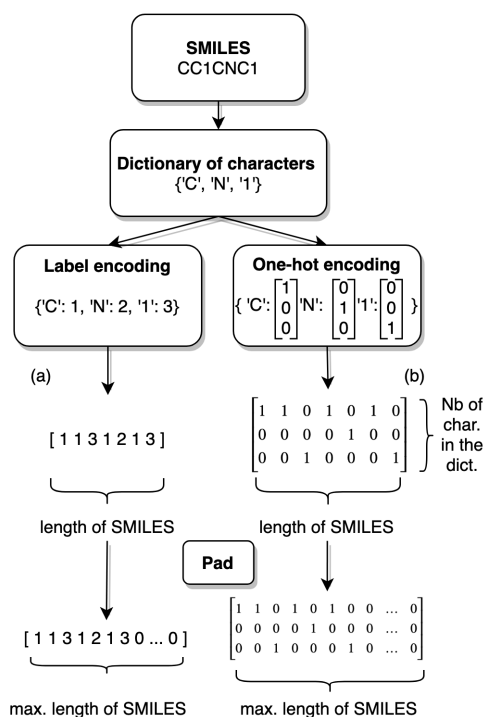 SMILES
CC1CNC1
Dictionary of characters
{'C', 'N', '1'}
Label encoding
{'C': 1, 'N': 2, '1': 3}
One-hot encoding
{ 'C': [1 0 0] 'N': [0 1 0] '1': [0 0 1] }
(a)
(b)
[ 1 1 3 1 2 1 3 ]
1 1 0 1 0 1 0
0 0 0 0 1 0 0
0 0 1 0 0 0 1
Nb of
char.
in the
dict.
length of SMILES
length of SMILES
Pad
[ 1 1 3 1 2 1 3 0 ... 0 ]
1 1 0 1 0 1 0 0 ... 0
0 0 0 0 1 0 0 0 ... 0
0 0 1 0 0 0 1 0 ... 0
max. length of SMILES
max. length of SMILES